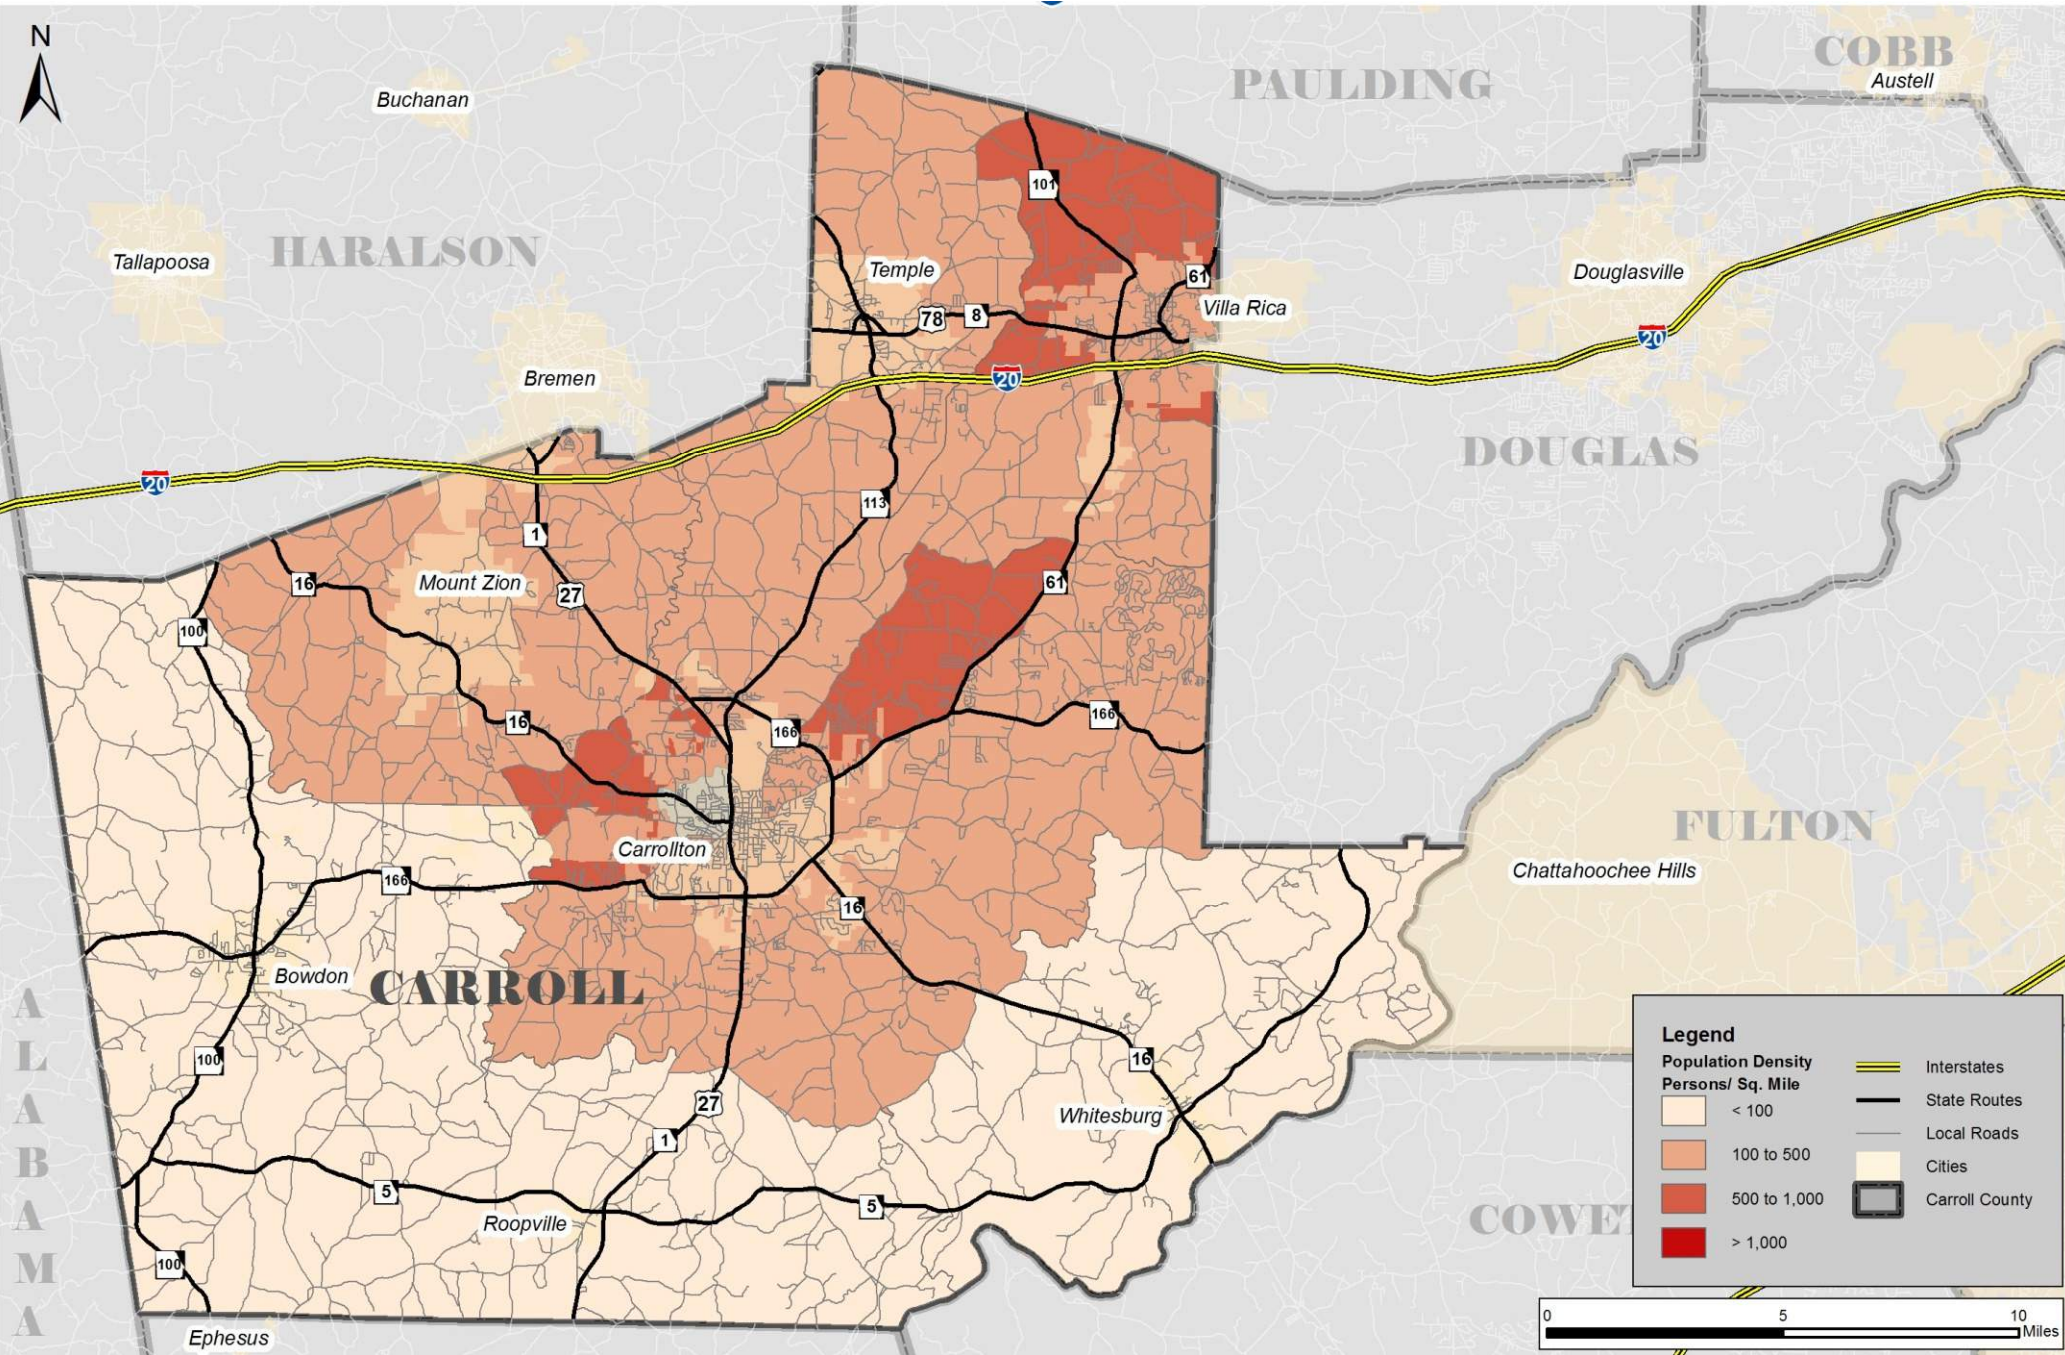 N
COBB
PAULDING
Austell
Buchanan
101
HARALSON
Tallapoosa
Temple
Douglasville
61
Villa Rica
78
8
20
20
Bremen
DOUGLAS
20
113
1
Mount Zion
16
27
61
100
166
16
166
FULTON
Carrollton
Chattahoochee Hills
166
16
Bowdon
CARROLL
ALABAMA
100
16
27
Whitesburg
1
5
5
Roopville
COWE
100
Ephesus
Legend
Population Density
Persons/ Sq. Mile
< 100
100 to 500
500 to 1,000
> 1,000
Interstates
State Routes
Local Roads
Cities
Carroll County
0 5 10
Miles